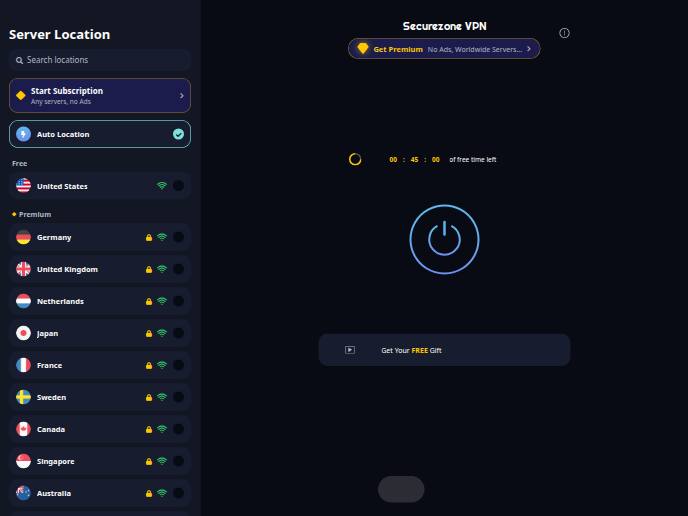 Server Location
Search locations
Start Subscription
Any servers, no Ads
Auto Location
Free
United States
Premium
Germany
United Kingdom
Netherlands
Japan
France
Sweden
Canada
Singapore
Australia
Securezone VPN
Get Premium No Ads, Worldwide Servers...
00 : 45 : 00 of free time left
Get Your FREE Gift